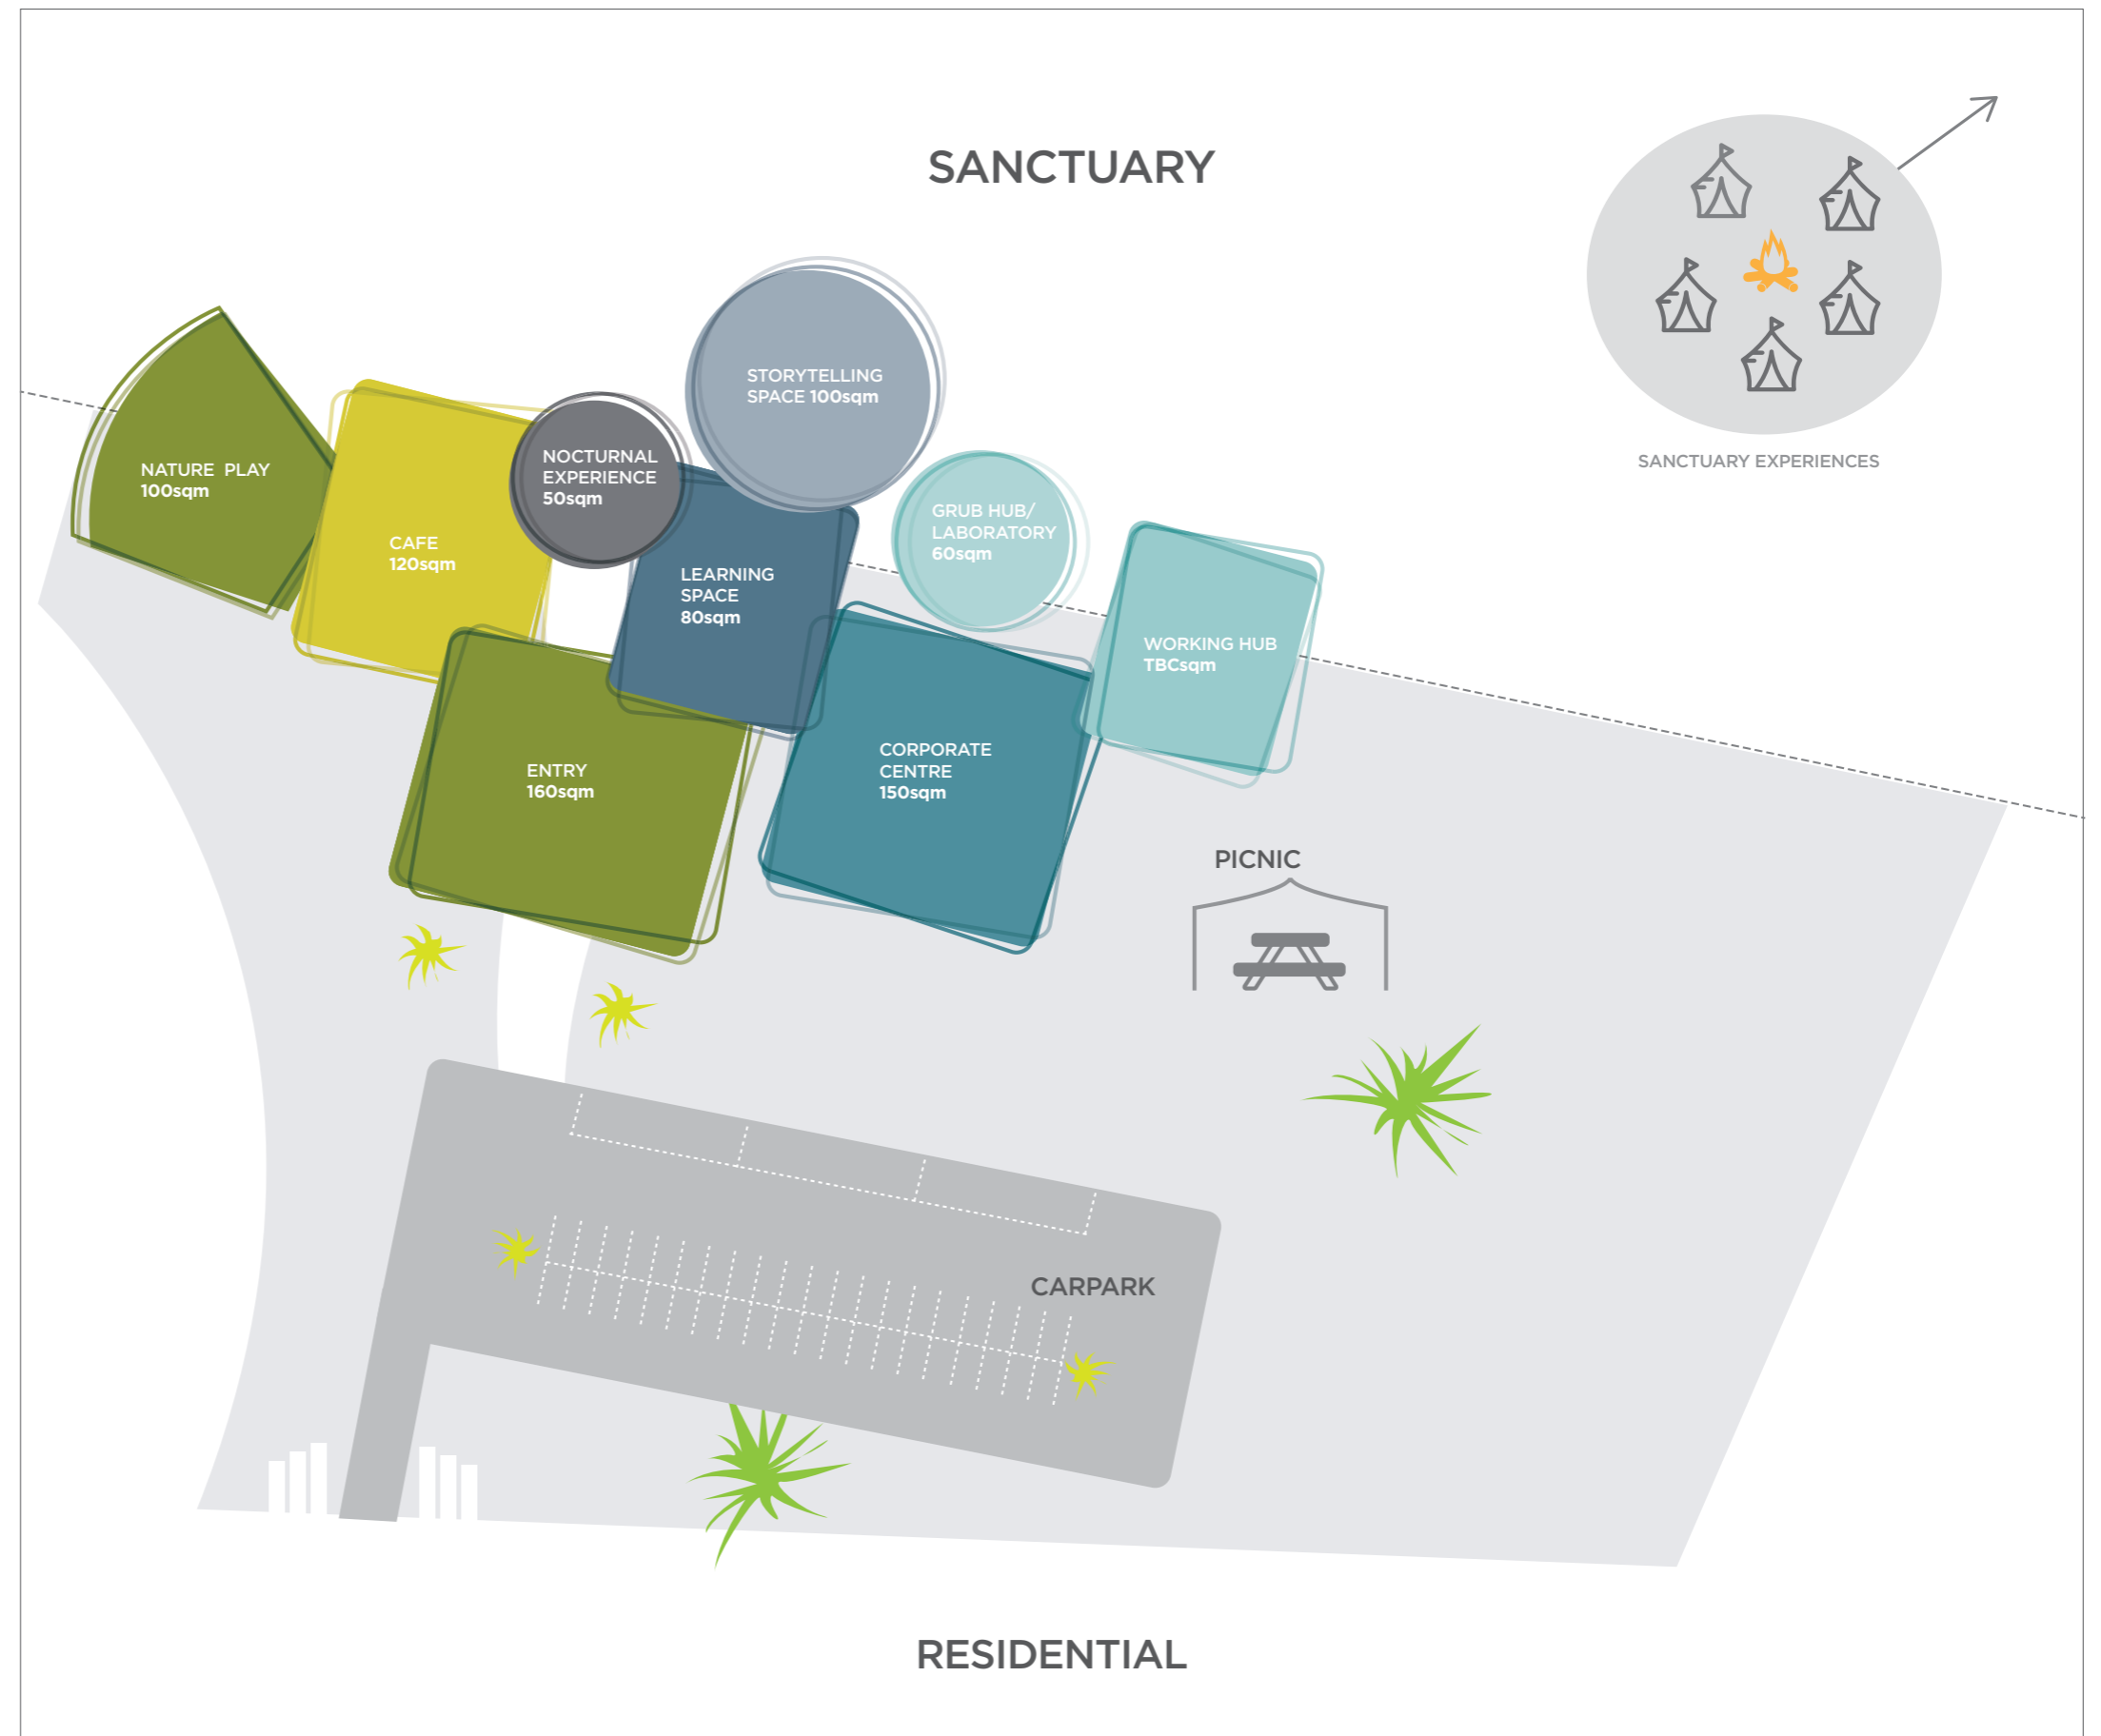 SANCTUARY
SANCTUARY EXPERIENCES
STORYTELLING
SPACE 100sqm
NATURE PLAY
100sqm
NOCTURNAL
EXPERIENCE
50sqm
CAFE
120sqm
GRUB HUB/
LABORATORY
60sqm
LEARNING
SPACE
80sqm
WORKING HUB
TBCsqm
ENTRY
160sqm
CORPORATE
CENTRE
150sqm
PICNIC
CARPARK
RESIDENTIAL